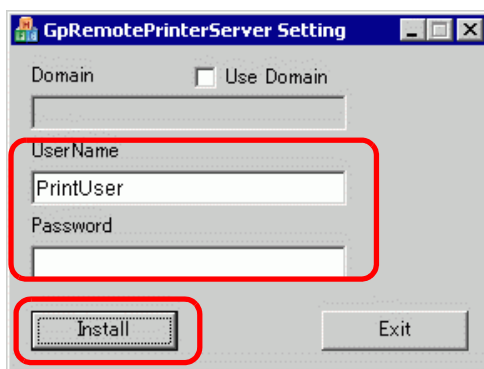 GpRemotePrinterServer Setting
Domain Use Domain
UserName
PrintUser
Password
Install Exit